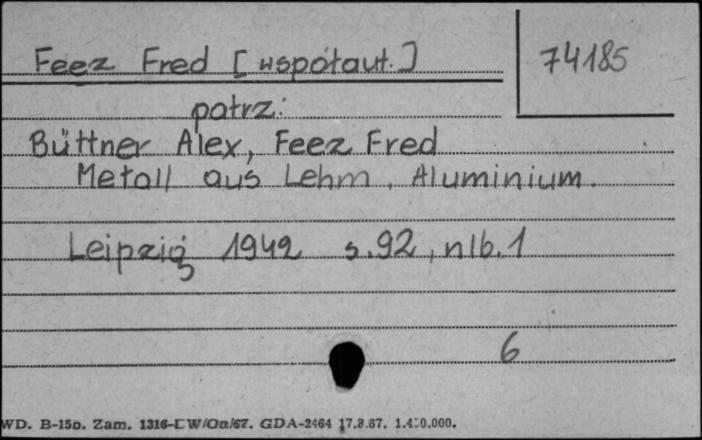 Feez Fred [współaut.]
74185
patrz:
Büttner Alex, Feez Fred
Metall aus Lehm, Aluminium.
Leipzig 1942 s.92, nlb.1
6
WD. B-15b. Zam. 1316-LW/Oa/67. GDA-2464 17.8.67.